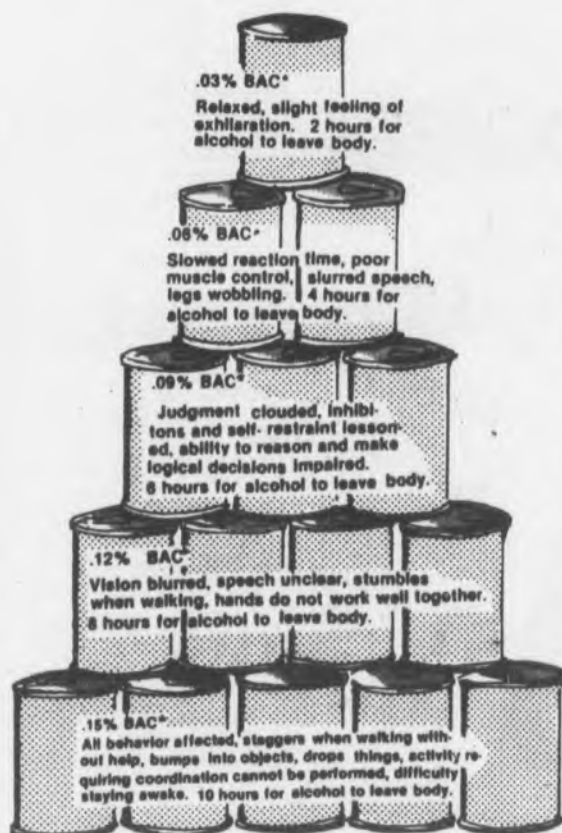 .03% BAC*
Relaxed, slight feeling of
exhilaration. 2 hours for
alcohol to leave body.
.06% BAC*
Slowed reaction time, poor
muscle control, slurred speech,
legs wobbling. 4 hours for
alcohol to leave body.
.09% BAC*
Judgment clouded, inhibi-
tons and self- restraint lesson-
ed, ability to reason and make
logical decisions impaired.
6 hours for alcohol to leave body.
.12% BAC*
Vision blurred, speech unclear, stumbles
when walking, hands do not work well together.
8 hours for alcohol to leave body.
.15% BAC*
All behavior affected, staggers when walking with-
out help, bumps into objects, drops things, activity re-
quiring coordination cannot be performed, difficulty
staying awake. 10 hours for alcohol to leave body.